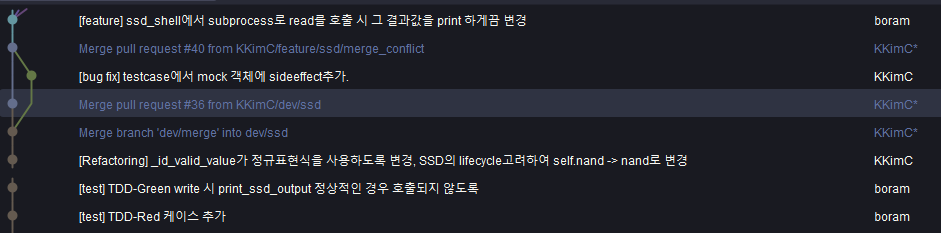 [feature] ssd_shell에서 subprocess로 read를 호출 시 그 결과값을 print 하게끔 변경 boram
Merge pull request #40 from KKimC/feature/ssd/merge_conflict KKimC*
[bug fix] testcase에서 mock 객체에 sideeffect추가. KKimC
Merge pull request #36 from KKimC/dev/ssd KKimC*
Merge branch 'dev/merge' into dev/ssd KKimC*
[Refactoring] _id_valid_value가 정규표현식을 사용하도록 변경, SSD의 lifecycle고려하여 self.nand -> nand로 변경 KKimC
[test] TDD-Green write 시 print_ssd_output 정상적인 경우 호출되지 않도록 boram
[test] TDD-Red 케이스 추가 boram